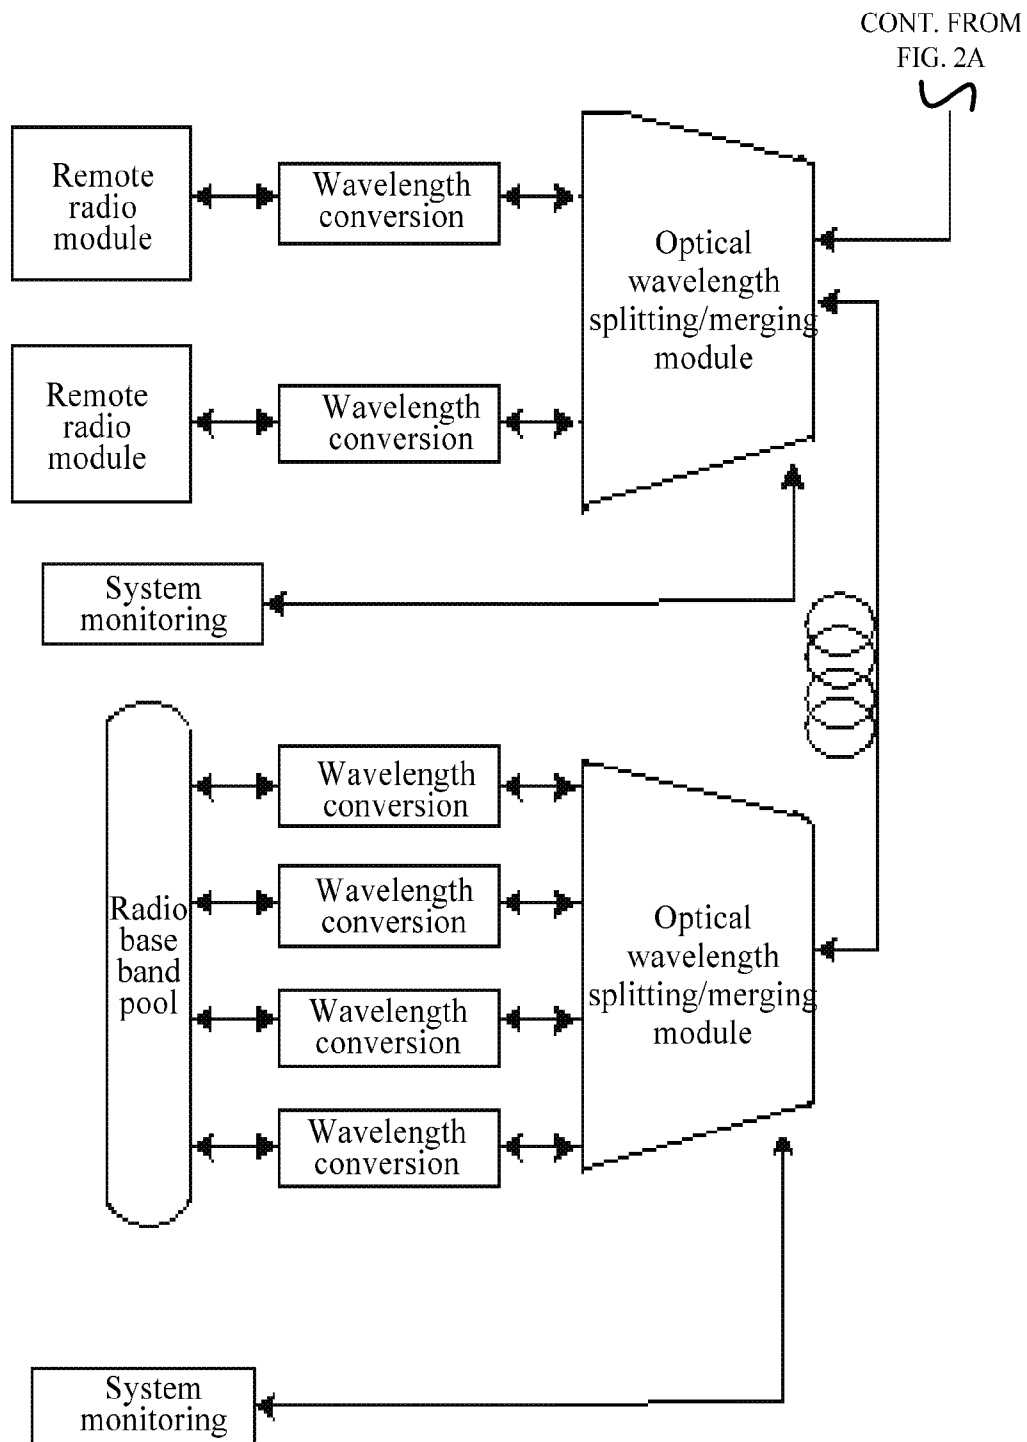 CONT. FROM
FIG. 2A
Remote
radio
module
Wavelength
conversion
Optical
wavelength
splitting/merging
module
Remote
radio
module
Wavelength
conversion
System
monitoring
Radio
base
band
pool
Wavelength
conversion
Wavelength
conversion
Wavelength
conversion
Wavelength
conversion
Optical
wavelength
splitting/merging
module
System
monitoring